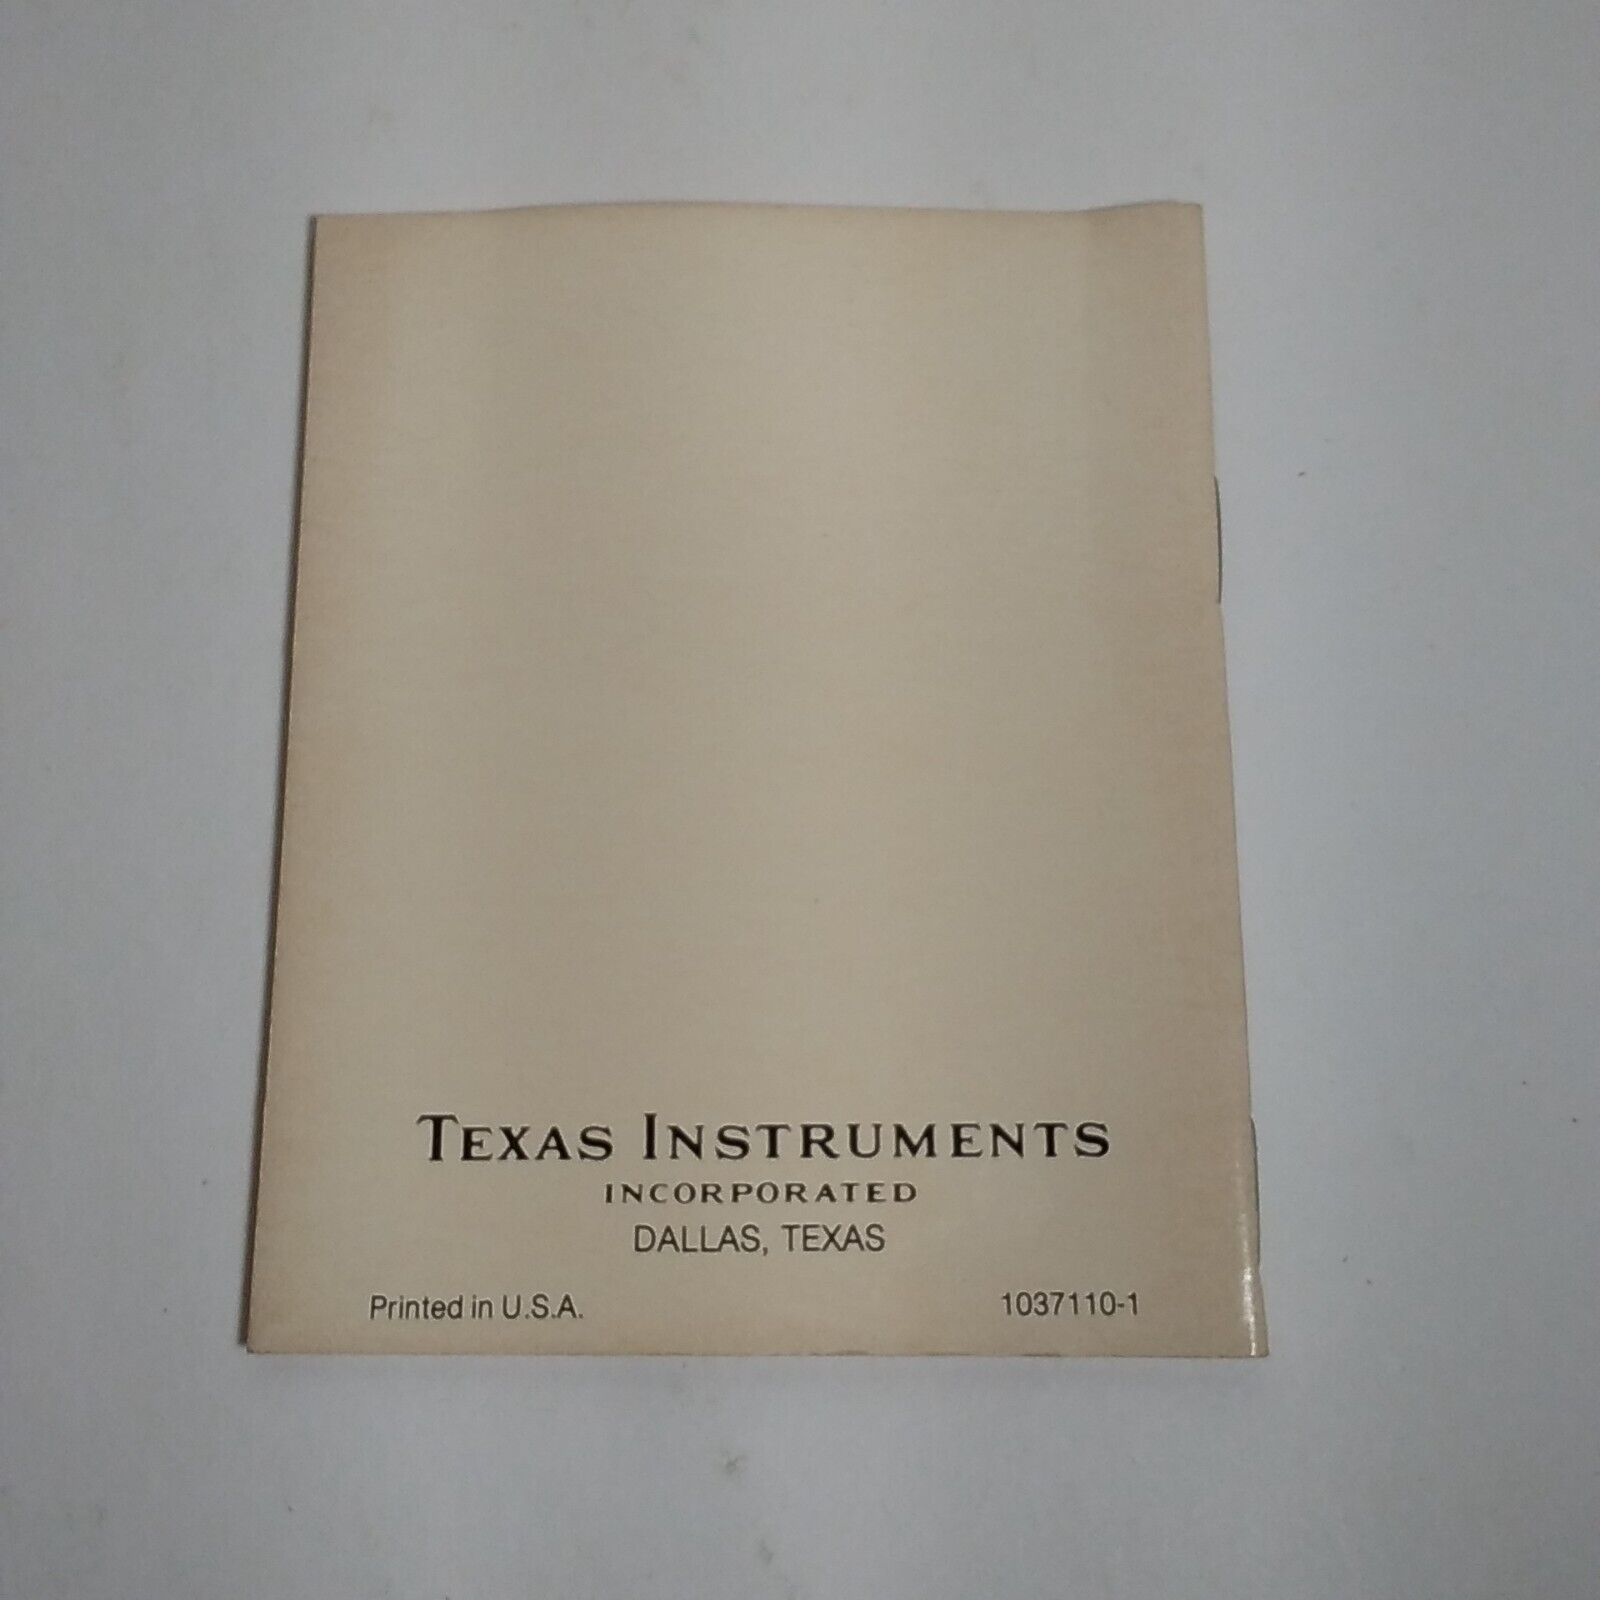 TEXAS INSTRUMENTS
INCORPORATED
DALLAS, TEXAS
Printed in U.S.A.
1037110-1